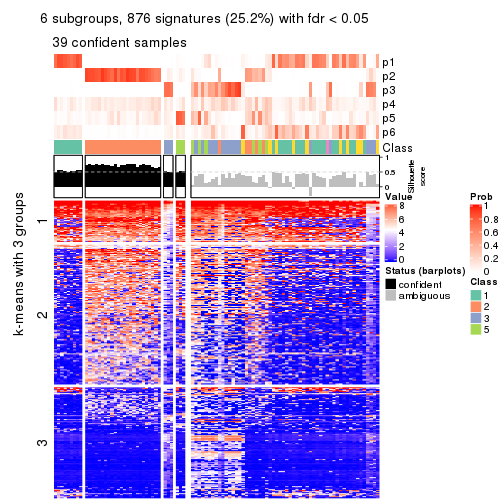 6 subgroups, 876 signatures (25.2%) with fdr < 0.05
39 confident samples
p1
p2
p3
p4
p5
p6
Class
1
0.5
0
Silhouette
score
k-means with 3 groups
1
2
3
Value
8
6
4
2
0
Status (barplots)
confident
ambiguous
Prob
1
0.8
0.6
0.4
0.2
0
Class
1
2
3
5